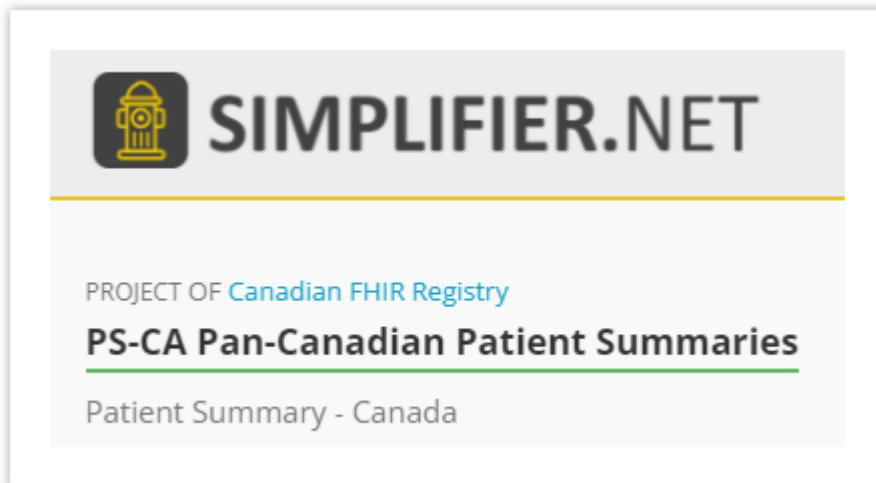 SIMPLIFIER.NET
PROJECT OF Canadian FHIR Registry
PS-CA Pan-Canadian Patient Summaries
Patient Summary - Canada